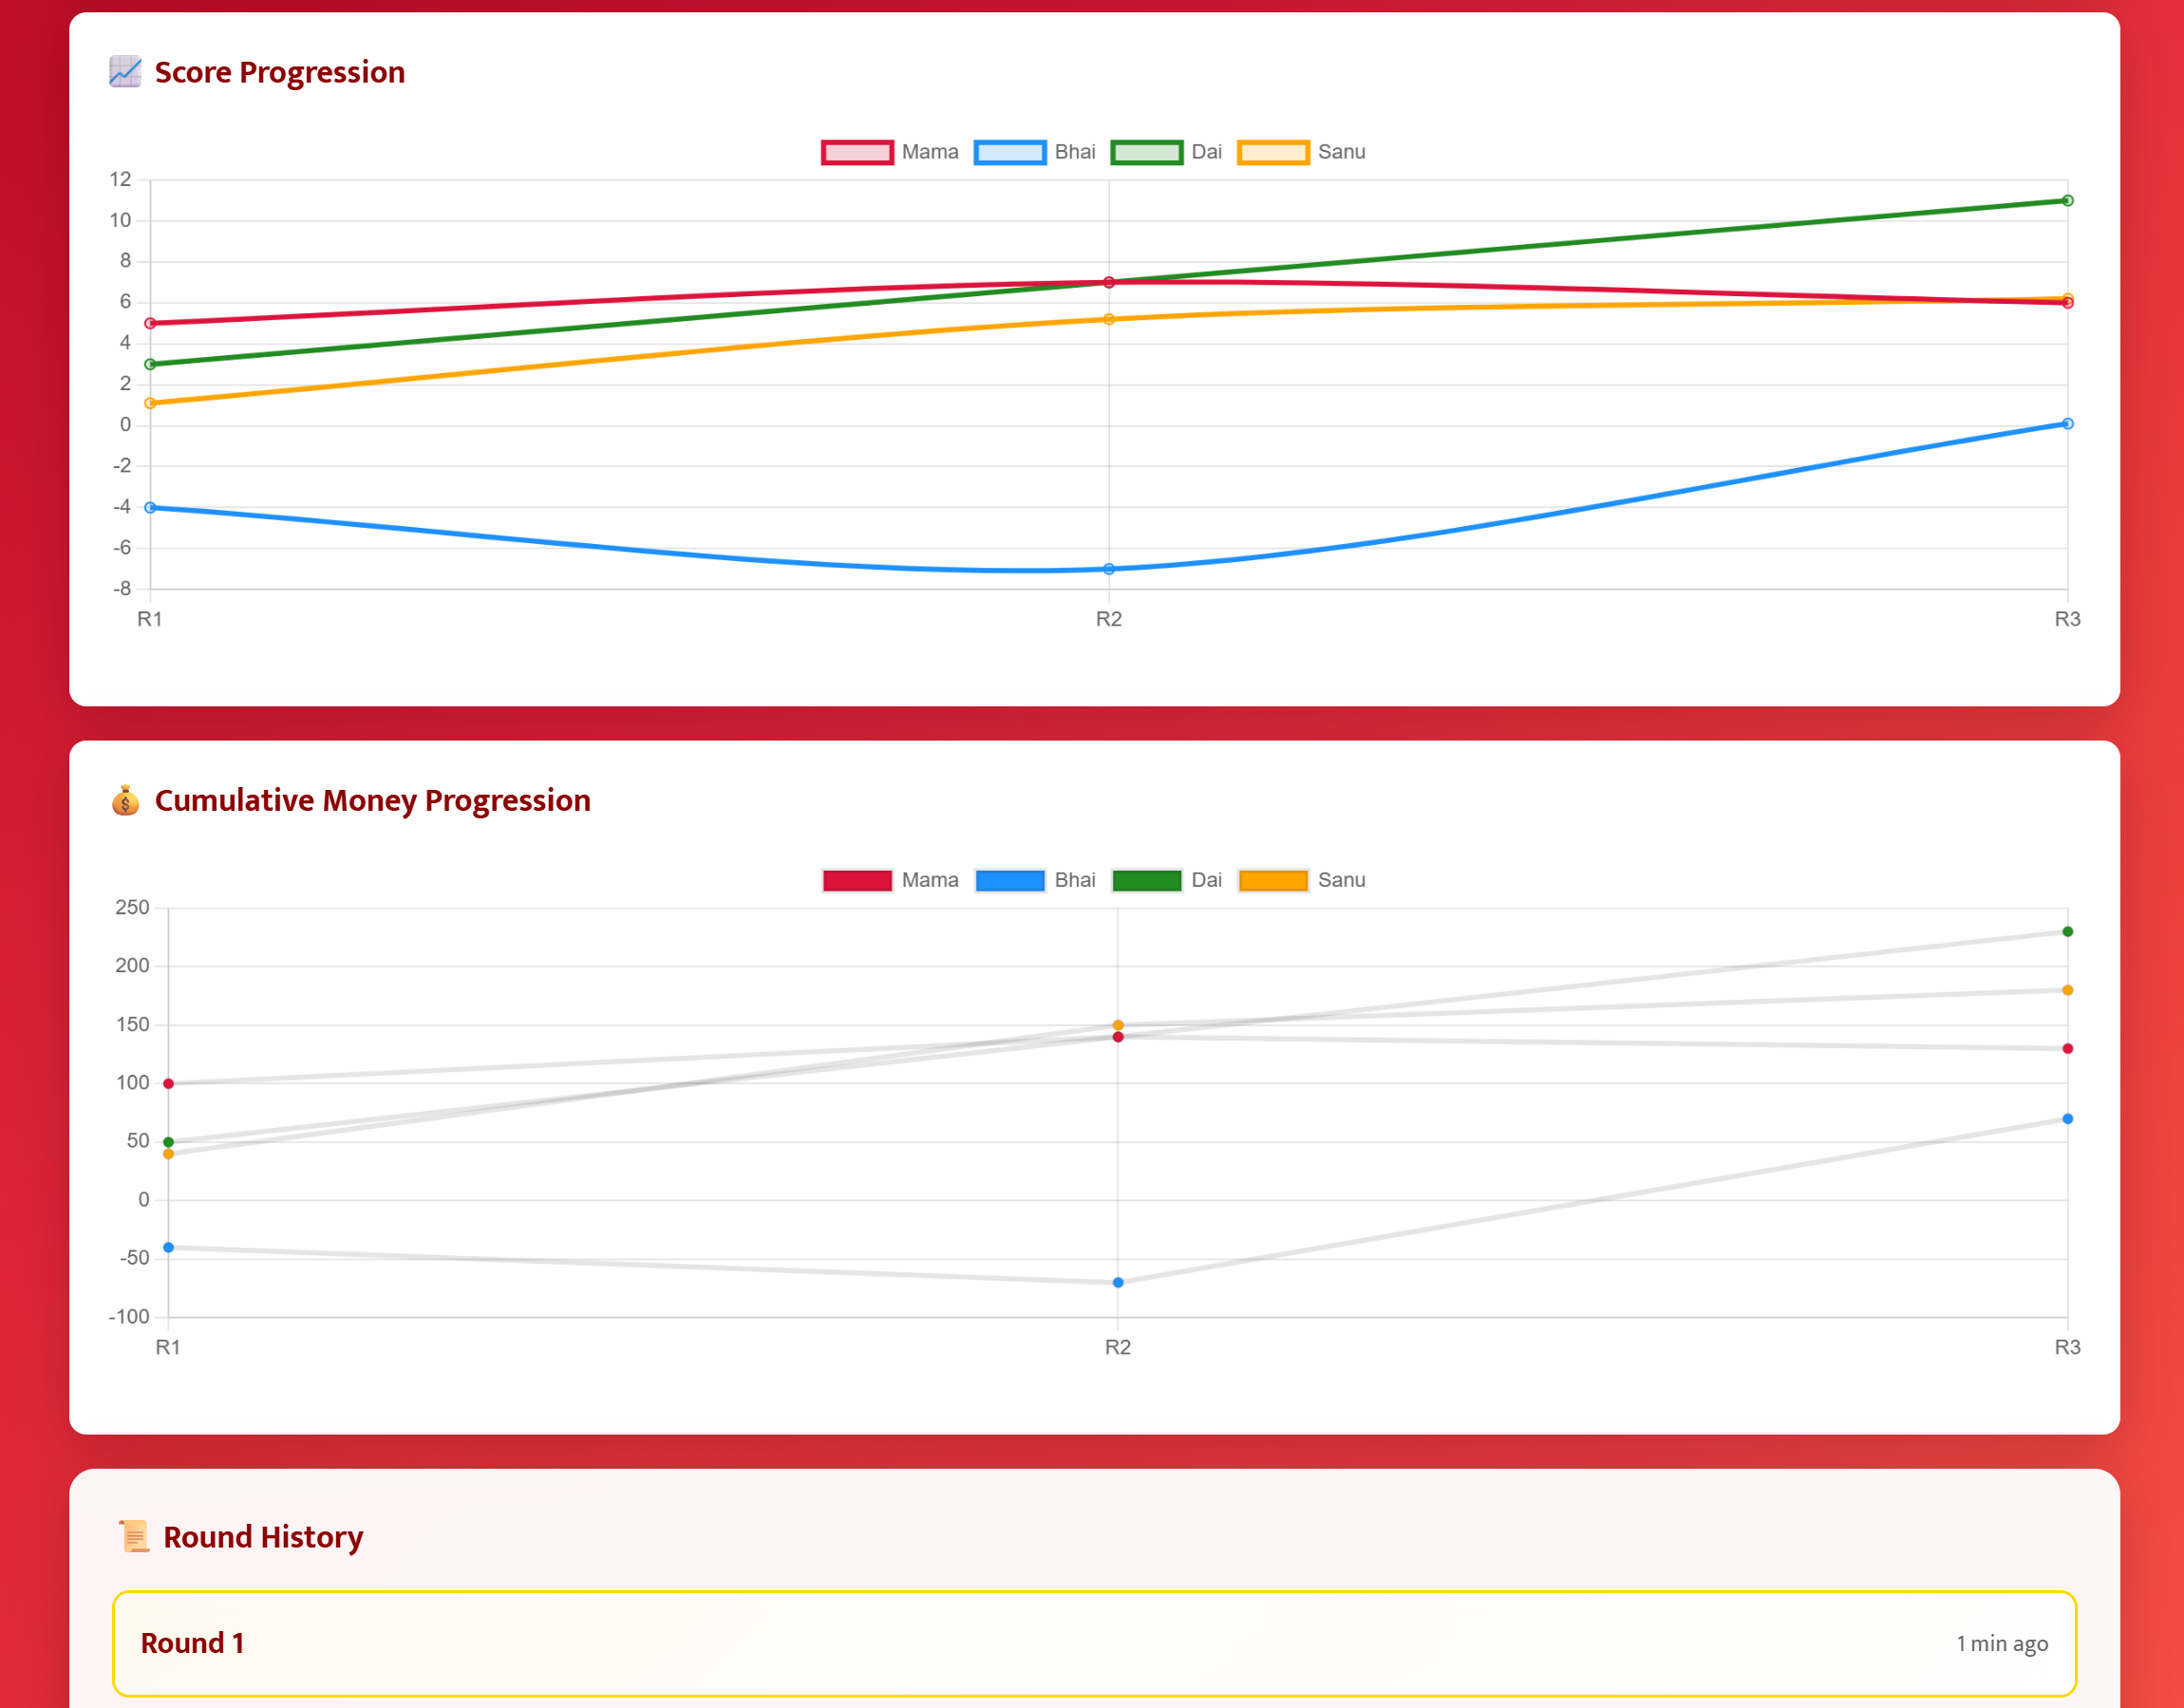 📈 Score Progression
Mama Bhai Dai Sanu
12
10
8
6
4
2
0
-2
-4
-6
-8
R1 R2 R3
💰 Cumulative Money Progression
Mama Bhai Dai Sanu
250
200
150
100
50
0
-50
-100
R1 R2 R3
📜 Round History
Round 1 1 min ago